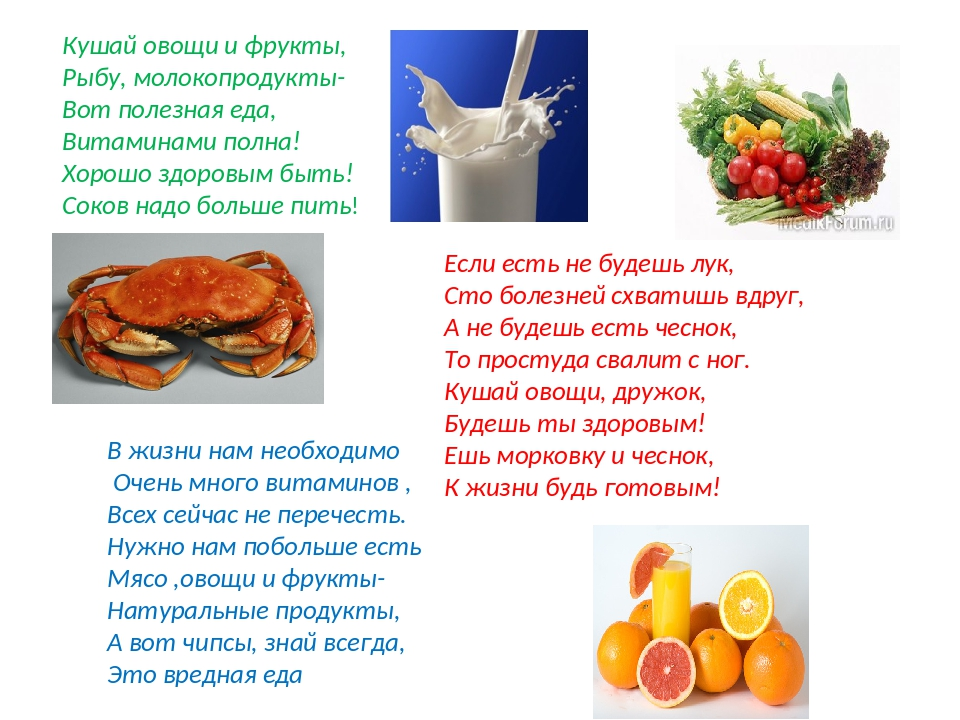 Кушай овощи и фрукты,
Рыбу, молокопродукты-
Вот полезная еда,
Витаминами полна!
Хорошо здоровым быть!
Соков надо больше пить!
MedikForum.ru
Если есть не будешь лук,
Сто болезней схватишь вдруг,
А не будешь есть чеснок,
То простуда свалит с ног.
Кушай овощи, дружок,
Будешь ты здоровым!
Ешь морковку и чеснок,
К жизни будь готовым!
В жизни нам необходимо
Очень много витаминов ,
Всех сейчас не перечесть.
Нужно нам побольше есть
Мясо ,овощи и фрукты-
Натуральные продукты,
А вот чипсы, знай всегда,
Это вредная еда